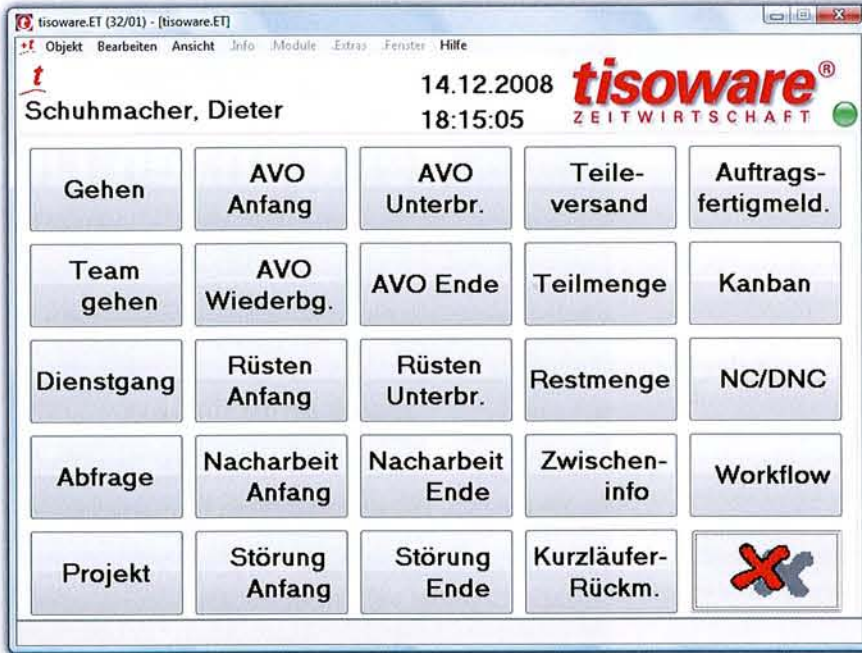 tisoware.ET (32/01) - [tisoware.ET]
Objekt Bearbeiten Ansicht .Info .Module .Extras .Fenster Hilfe
t
Schuhmacher, Dieter
14.12.2008
18:15:05
tisoware®
ZEITWIRTSCHAFT
Gehen
AVO
Anfang
AVO
Unterbr.
Teile-
versand
Auftrags-
fertigmeld.
Team
gehen
AVO
Wiederbg.
AVO Ende
Teilmenge
Kanban
Dienstgang
Rüsten
Anfang
Rüsten
Unterbr.
Restmenge
NC/DNC
Abfrage
Nacharbeit
Anfang
Nacharbeit
Ende
Zwischen-
info
Workflow
Projekt
Störung
Anfang
Störung
Ende
Kurzläufer-
Rückm.